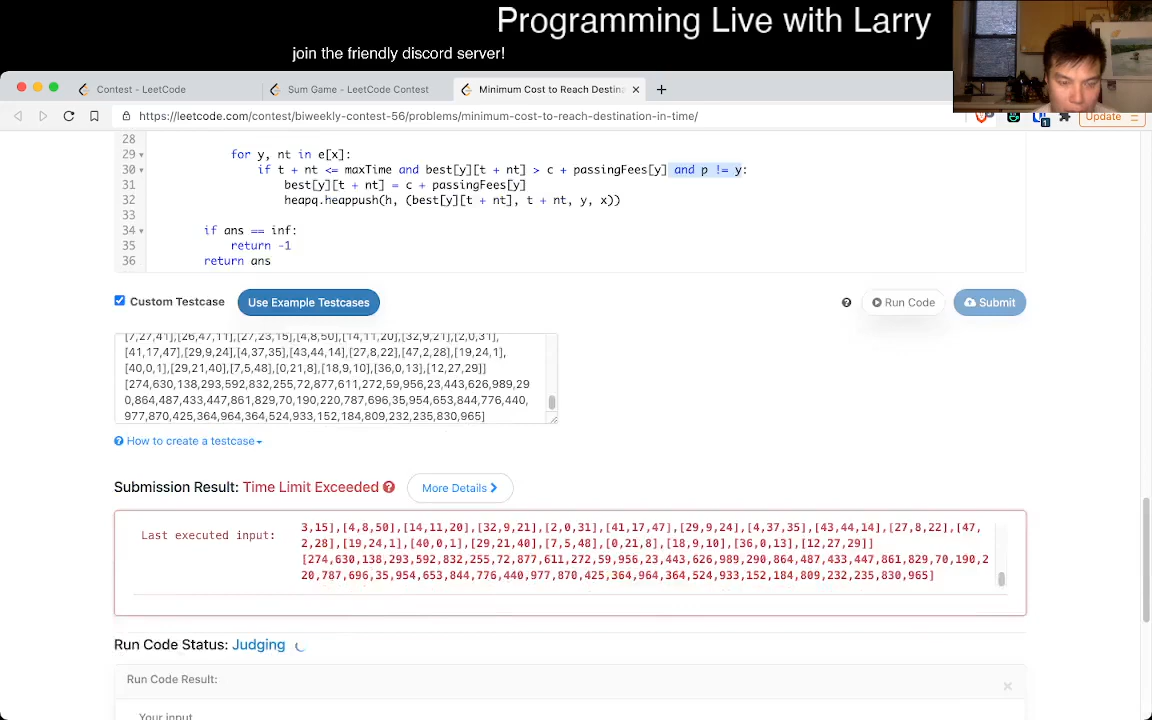 Programming Live with Larry
join the friendly discord server!
Contest - LeetCode
Sum Game - LeetCode Contest
Minimum Cost to Reach Destina
https://leetcode.com/contest/biweekly-contest-56/problems/minimum-cost-to-reach-destination-in-time/
Update
28
29 for y, nt in e[x]:
30 if t + nt <= maxTime and best[y][t + nt] > c + passingFees[y] and p != y:
31 best[y][t + nt] = c + passingFees[y]
32 heapq.heappush(h, (best[y][t + nt], t + nt, y, x))
33
34 if ans == inf:
35 return -1
36 return ans
Custom Testcase
Use Example Testcases
Run Code
Submit
[7,27,41],[26,47,11],[27,23,15],[4,8,50],[14,11,20],[32,9,21],[2,0,31],
[41,17,47],[29,9,24],[4,37,35],[43,44,14],[27,8,22],[47,2,28],[19,24,1],
[40,0,1],[29,21,40],[7,5,48],[0,21,8],[18,9,10],[36,0,13],[12,27,29]]
[274,630,138,293,592,832,255,72,877,611,272,59,956,23,443,626,989,29
0,864,487,433,447,861,829,70,190,220,787,696,35,954,653,844,776,440,
977,870,425,364,964,364,524,933,152,184,809,232,235,830,965]
How to create a testcase
Submission Result: Time Limit Exceeded
More Details
Last executed input:
3,15],[4,8,50],[14,11,20],[32,9,21],[2,0,31],[41,17,47],[29,9,24],[4,37,35],[43,44,14],[27,8,22],[47,
2,28],[19,24,1],[40,0,1],[29,21,40],[7,5,48],[0,21,8],[18,9,10],[36,0,13],[12,27,29]]
[274,630,138,293,592,832,255,72,877,611,272,59,956,23,443,626,989,290,864,487,433,447,861,829,70,190,2
20,787,696,35,954,653,844,776,440,977,870,425,364,964,364,524,933,152,184,809,232,235,830,965]
Run Code Status: Judging
Run Code Result:
Your input